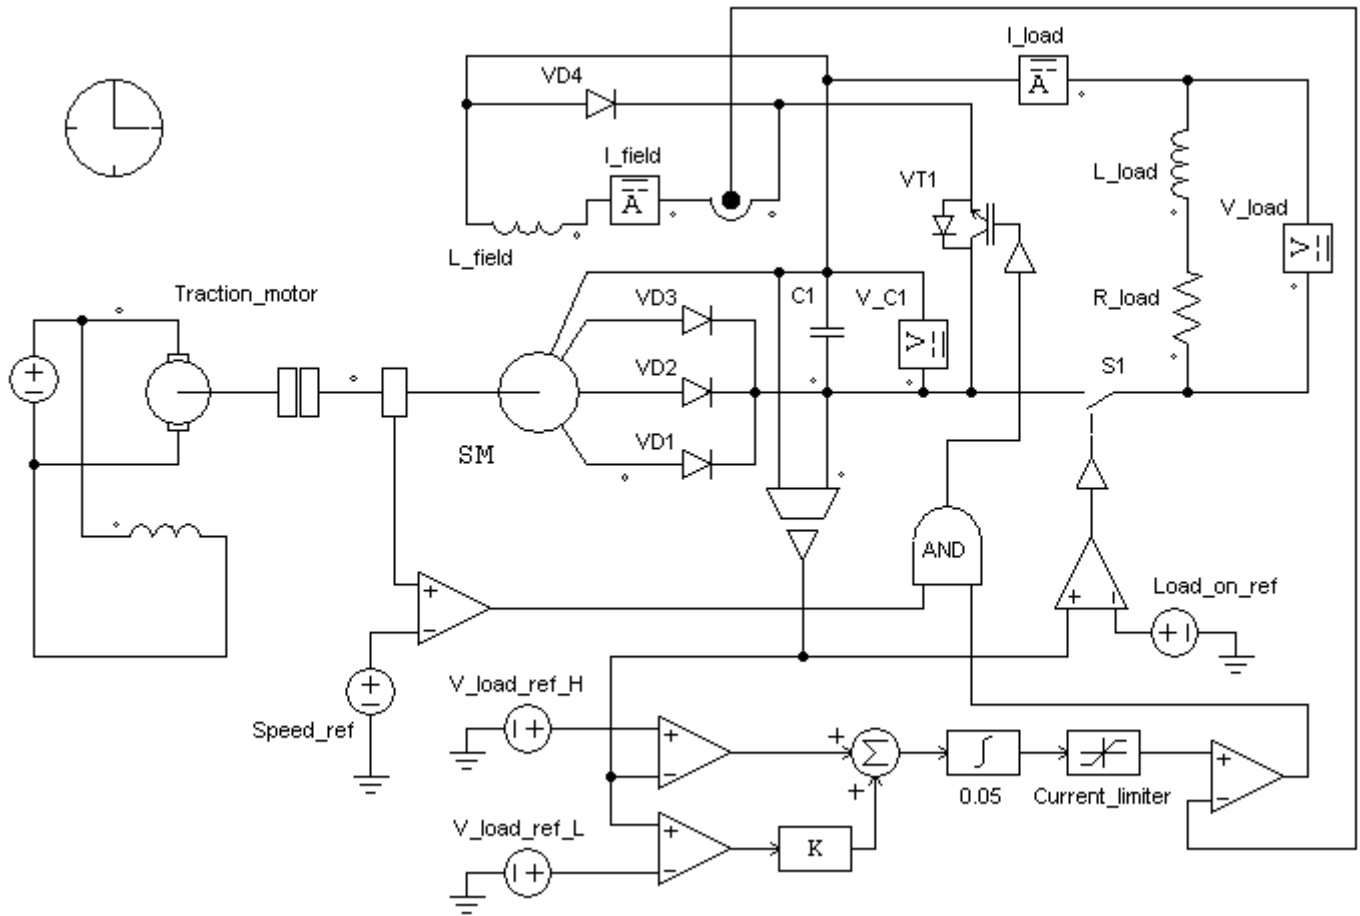 I_load
VD4
A
I_field
A
VT1
L_load
V_load
V
L_field
Traction_motor
VD3
C1
V_C1
V
R_load
VD2
S1
SM
VD1
AND
Load_on_ref
V_load_ref_H
Speed_ref
Σ
∫
0.05
Current_limiter
V_load_ref_L
K